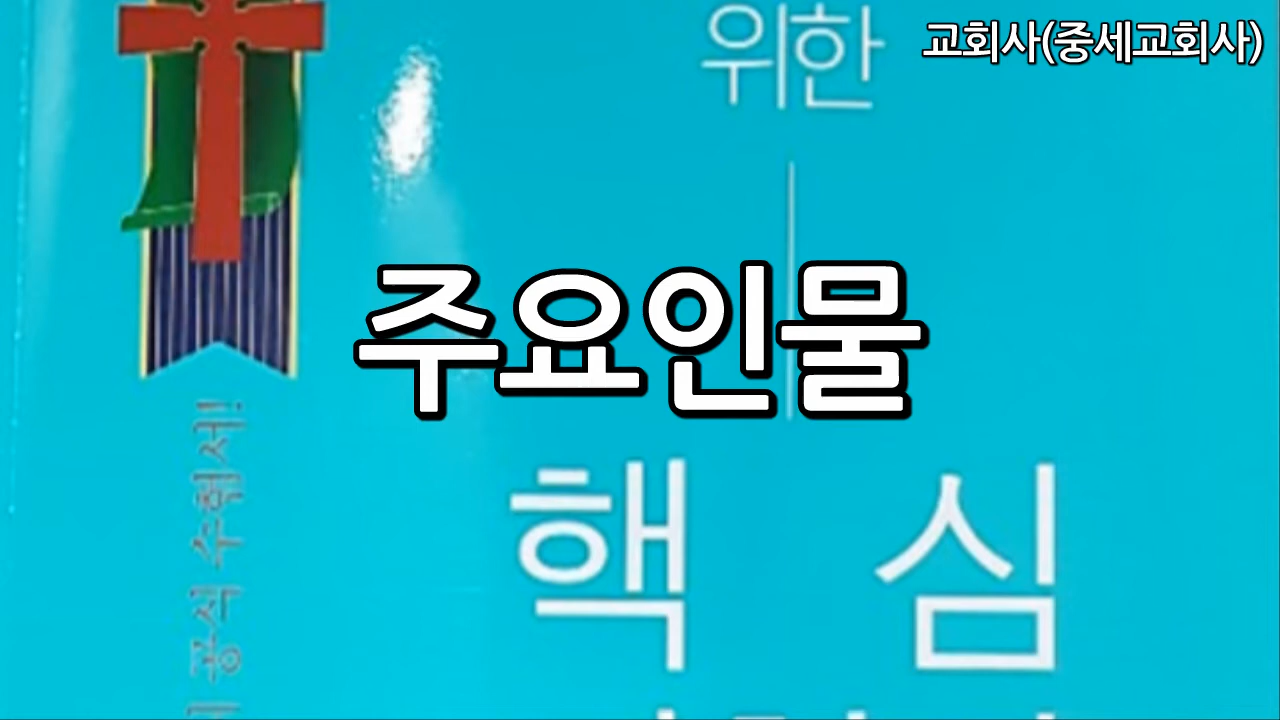 위한
교회사(중세교회사)
주요인물
핵 심
공식 수험서!